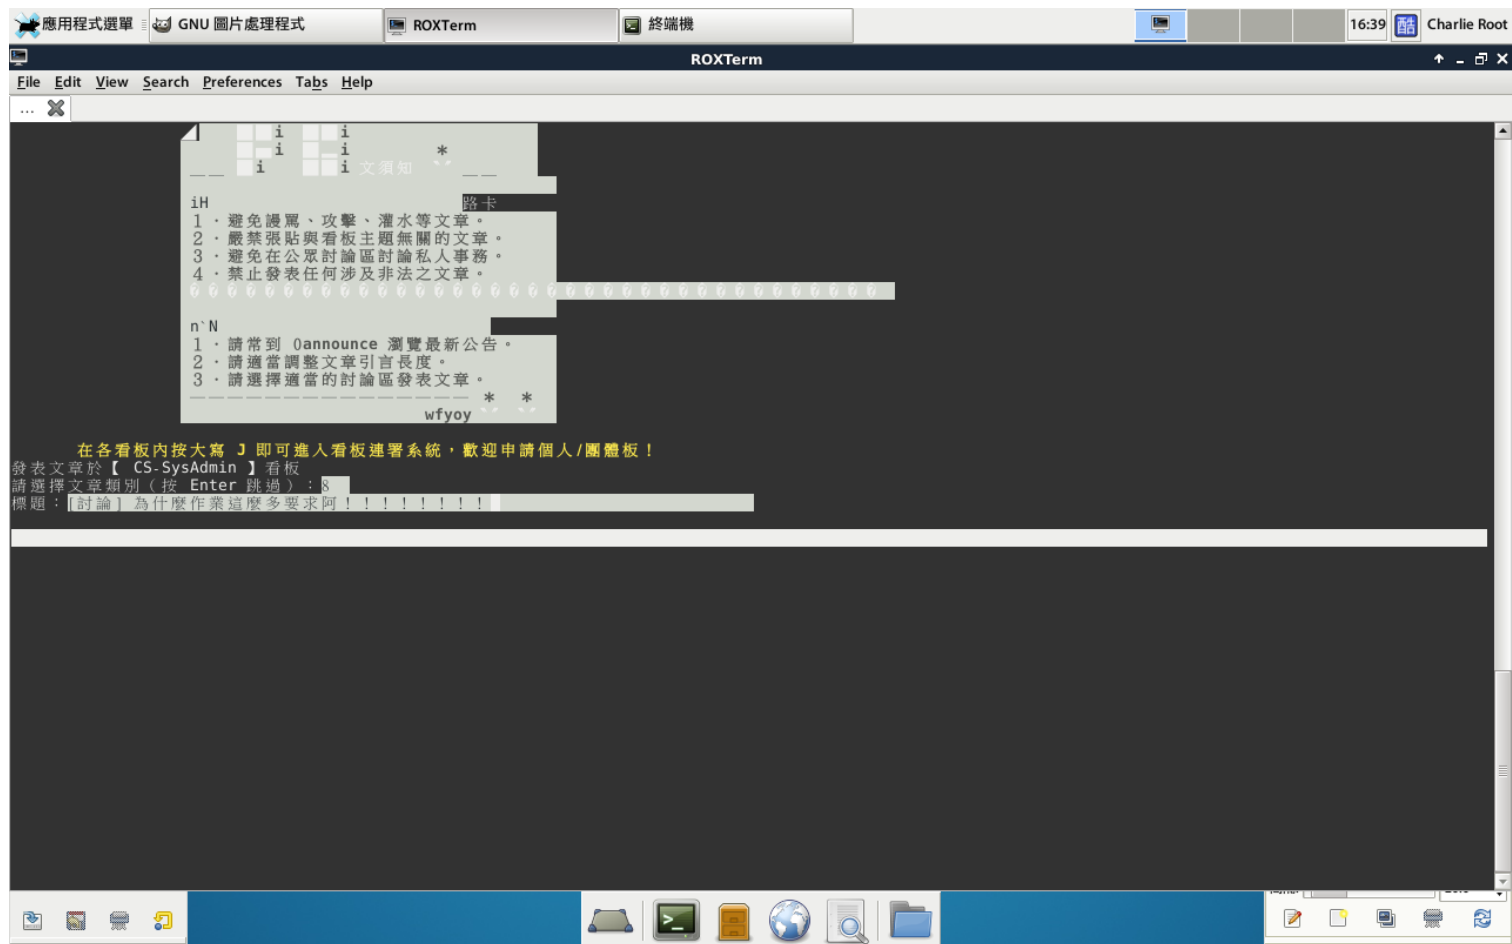 應用程式選單 GNU 圖片處理程式 ROXTerm 終端機 16:39 酷 Charlie Root
ROXTerm
File Edit View Search Preferences Tabs Help
...
i i
i i *
i i 文須知
iH 路卡
1．避免謾罵、攻擊、灌水等文章。
2．嚴禁張貼與看板主題無關的文章。
3．避免在公眾討論區討論私人事務。
4．禁止發表任何涉及非法之文章。
n`N
1．請常到 0announce 瀏覽最新公告。
2．請適當調整文章引言長度。
3．請選擇適當的討論區發表文章。
* *
wfyoy
在各看板內按大寫 J 即可進入看板連署系統，歡迎申請個人/團體板！
發表文章於【 CS-SysAdmin 】看板
請選擇文章類別（按 Enter 跳過）：8
標題：[討論] 為什麼作業這麼多要求阿！！！！！！！！